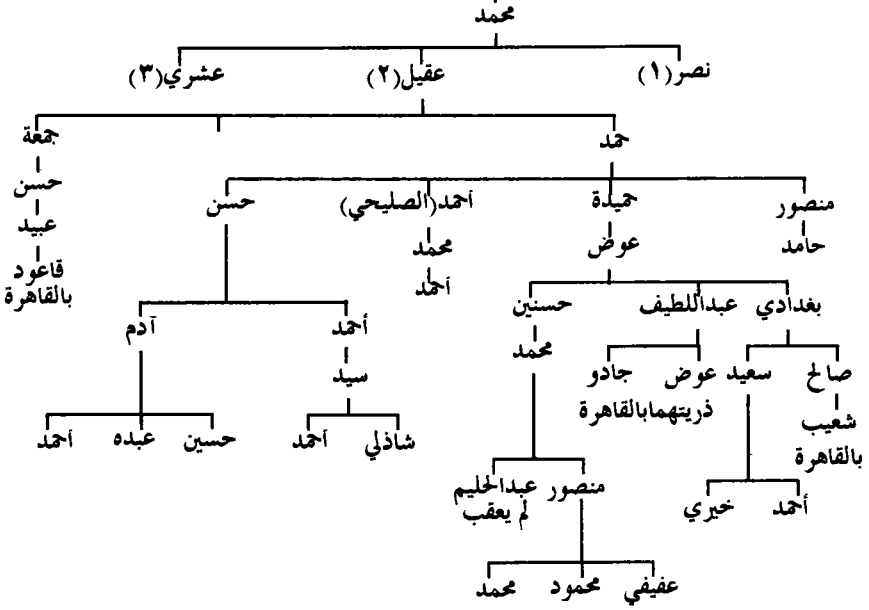 محمد
نصر (١) عقيل (٢) عشري (٣)
حمد جمعة
حسن
منصور حميدة أحمد (الصليحي) حسن
عبيد
حامد عوض محمد
قاعود
أحمد بالقاهرة
بغدادي عبداللطيف حسنين
أحمد آدم
محمد
صالح سعيد عوض جادو
سيد
شعيب ذريتهما بالقاهرة
بالقاهرة
شاذلي أحمد حسين عبده أحمد
منصور عبدالحليم
لم يعقب
أحمد خيري
عفيفي محمود محمد